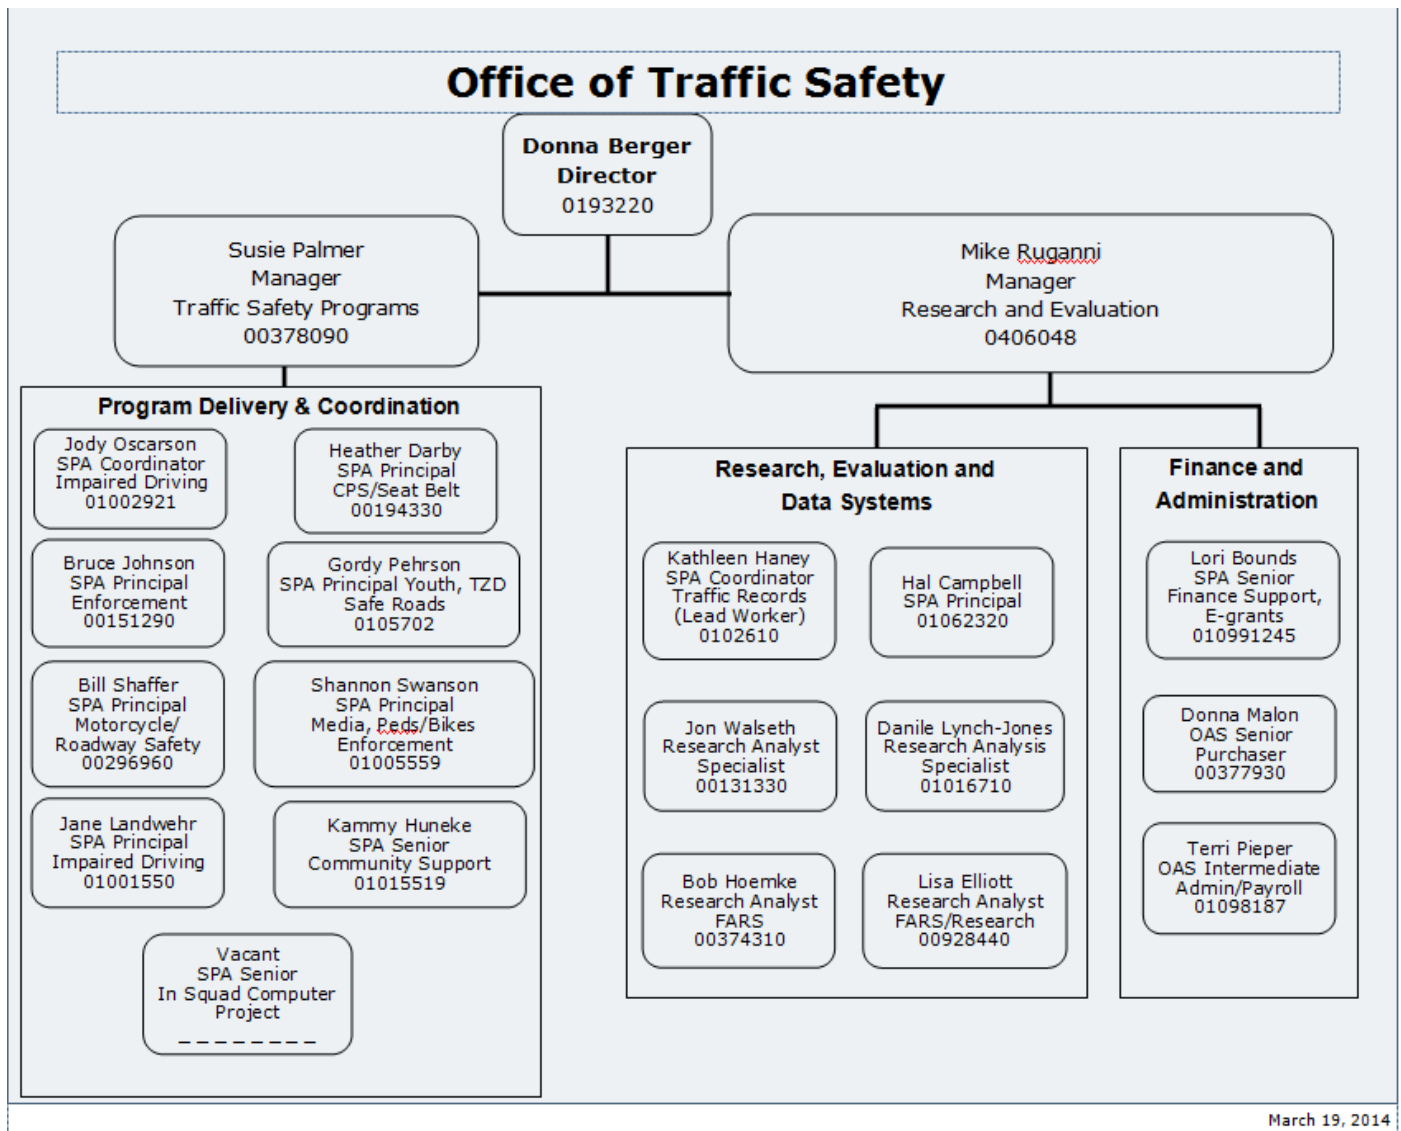 Office of Traffic Safety
Donna Berger
Director
0193220
Susie Palmer
Manager
Traffic Safety Programs
00378090
Mike Ruganni
Manager
Research and Evaluation
0406048
Program Delivery & Coordination
Jody Oscarson
SPA Coordinator
Impaired Driving
01002921
Heather Darby
SPA Principal
CPS/Seat Belt
00194330
Bruce Johnson
SPA Principal
Enforcement
00151290
Gordy Pehrson
SPA Principal Youth, TZD
Safe Roads
0105702
Bill Shaffer
SPA Principal
Motorcycle/
Roadway Safety
00296960
Shannon Swanson
SPA Principal
Media, Peds/Bikes
Enforcement
01005559
Jane Landwehr
SPA Principal
Impaired Driving
01001550
Kammy Huneke
SPA Senior
Community Support
01015519
Vacant
SPA Senior
In Squad Computer
Project
_ _ _ _ _ _ _ _
Research, Evaluation and
Data Systems
Kathleen Haney
SPA Coordinator
Traffic Records
(Lead Worker)
0102610
Hal Campbell
SPA Principal
01062320
Jon Walseth
Research Analyst
Specialist
00131330
Danile Lynch-Jones
Research Analysis
Specialist
01016710
Bob Hoemke
Research Analyst
FARS
00374310
Lisa Elliott
Research Analyst
FARS/Research
00928440
Finance and
Administration
Lori Bounds
SPA Senior
Finance Support,
E-grants
010991245
Donna Malon
OAS Senior
Purchaser
00377930
Terri Pieper
OAS Intermediate
Admin/Payroll
01098187
March 19, 2014